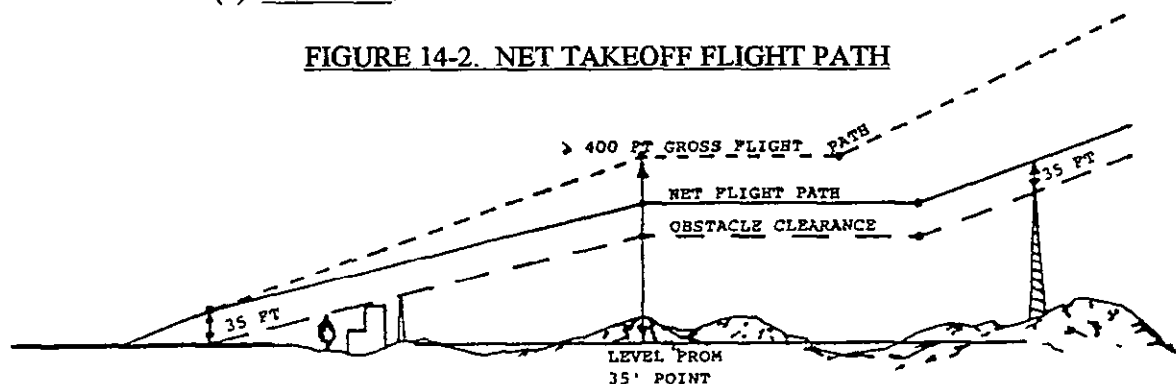 FIGURE 14-2. NET TAKEOFF FLIGHT PATH
> 400 FT GROSS FLIGHT PATH
35 FT
NET FLIGHT PATH
OBSTACLE CLEARANCE
35 FT
LEVEL FROM
35' POINT